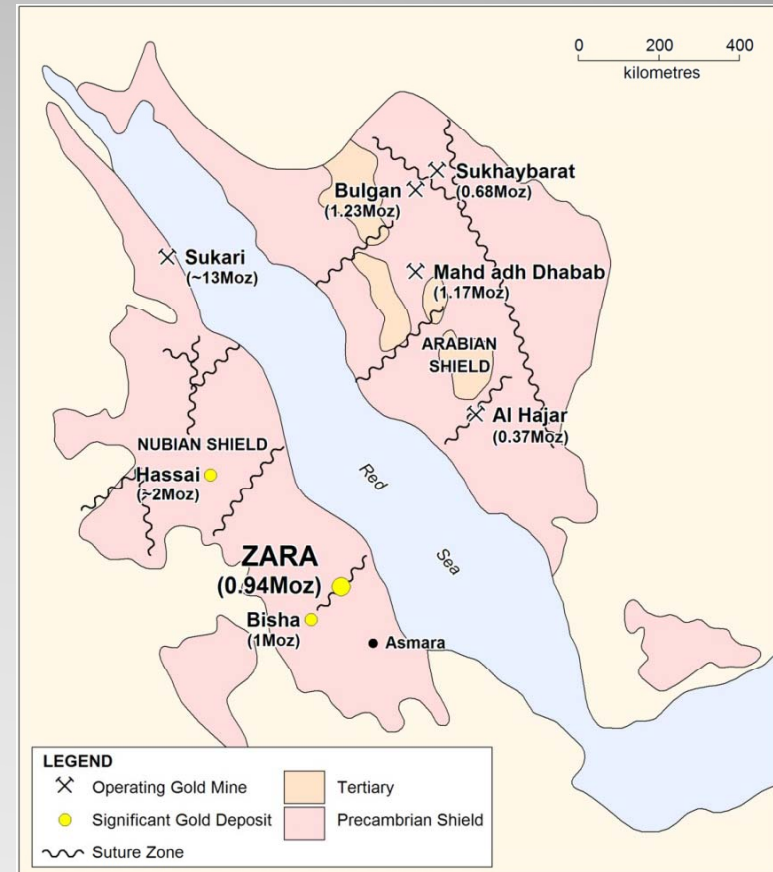 0 200 400
kilometres
Sukhaybarat
(0.68Moz)
Bulgan
(1.23Moz)
Sukari
(~13Moz)
Mahd adh Dhabab
(1.17Moz)
ARABIAN
SHIELD
Al Hajar
(0.37Moz)
NUBIAN SHIELD
Hassai
(~2Moz)
Red
Sea
ZARA
(0.94Moz)
Bisha
(1Moz)
Asmara
LEGEND
Operating Gold Mine
Tertiary
Significant Gold Deposit
Precambrian Shield
Suture Zone